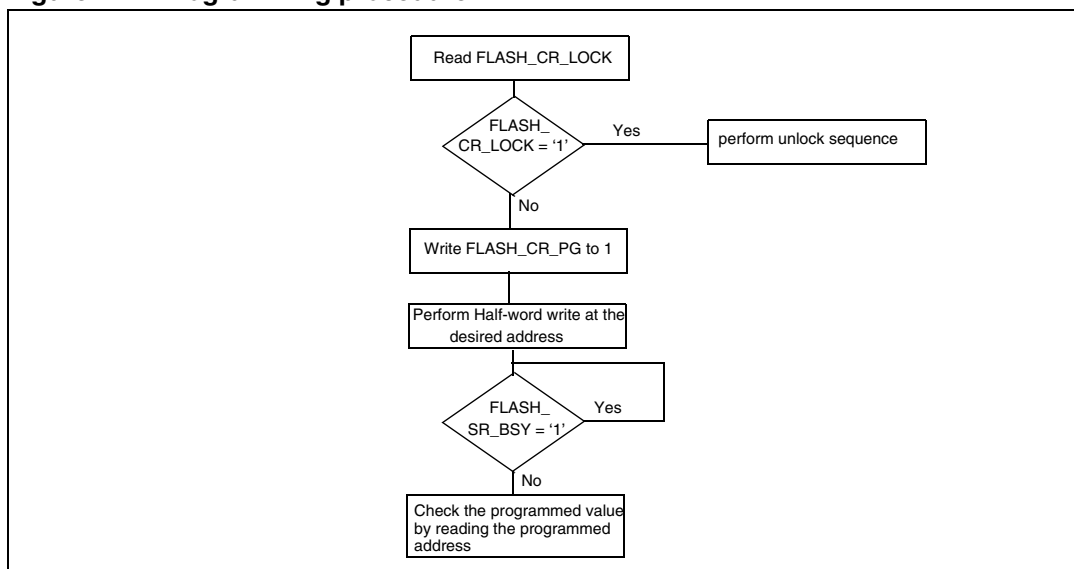 Read FLASH_CR_LOCK
FLASH_
CR_LOCK = ‘1’
Yes
perform unlock sequence
No
Write FLASH_CR_PG to 1
Perform Half-word write at the
desired address
FLASH_
SR_BSY = ‘1’
Yes
No
Check the programmed value
by reading the programmed
address